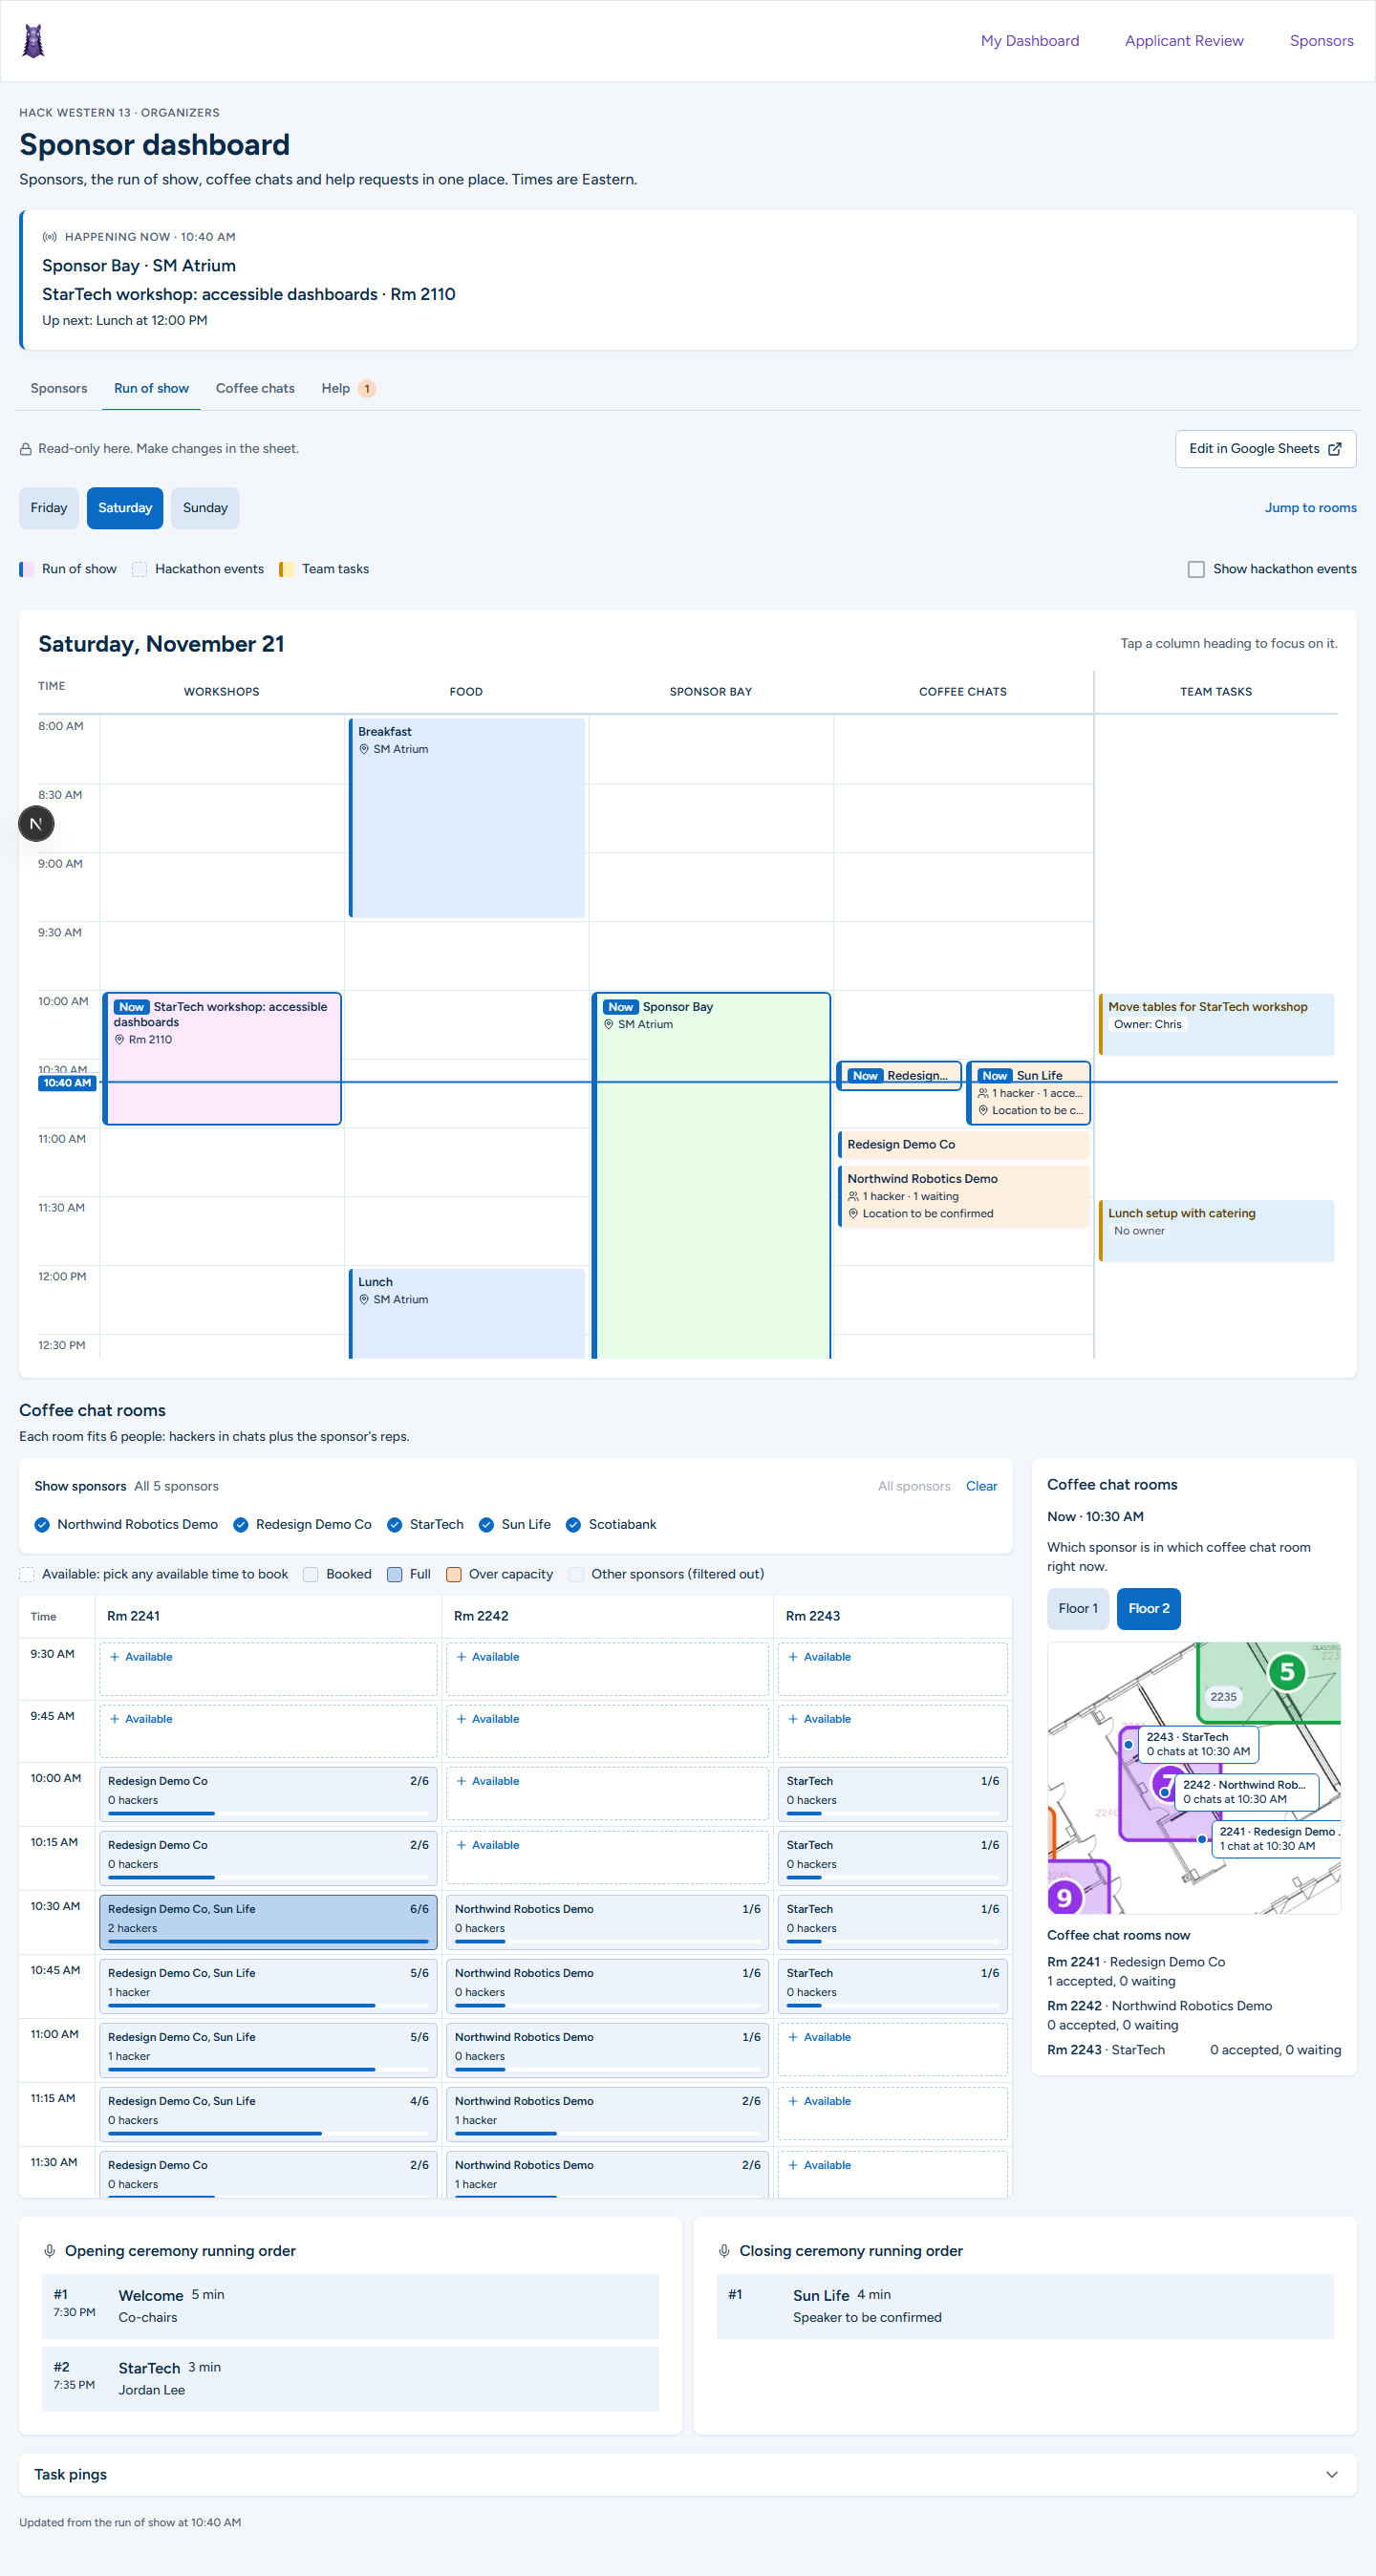 My Dashboard
Applicant Review
Sponsors
HACK WESTERN 13 · ORGANIZERS
Sponsor dashboard
Sponsors, the run of show, coffee chats and help requests in one place. Times are Eastern.
HAPPENING NOW · 10:40 AM
Sponsor Bay · SM Atrium
StarTech workshop: accessible dashboards · Rm 2110
Up next: Lunch at 12:00 PM
Sponsors
Run of show
Coffee chats
Help 1
Read-only here. Make changes in the sheet.
Edit in Google Sheets
Friday
Saturday
Sunday
Jump to rooms
Run of show
Hackathon events
Team tasks
Show hackathon events
Saturday, November 21
Tap a column heading to focus on it.
TIME
WORKSHOPS
FOOD
SPONSOR BAY
COFFEE CHATS
TEAM TASKS
8:00 AM
Breakfast
SM Atrium
8:30 AM
N
9:00 AM
9:30 AM
10:00 AM
Now StarTech workshop: accessible
dashboards
Rm 2110
Now Sponsor Bay
SM Atrium
Move tables for StarTech workshop
Owner: Chris
10:30 AM
10:40 AM
Now Redesign...
Now Sun Life
1 hacker · 1 acce...
Location to be c...
11:00 AM
Redesign Demo Co
Northwind Robotics Demo
1 hacker · 1 waiting
Location to be confirmed
11:30 AM
Lunch setup with catering
No owner
12:00 PM
Lunch
SM Atrium
12:30 PM
Coffee chat rooms
Each room fits 6 people: hackers in chats plus the sponsor's reps.
Show sponsors All 5 sponsors
All sponsors
Clear
Northwind Robotics Demo
Redesign Demo Co
StarTech
Sun Life
Scotiabank
Available: pick any available time to book
Booked
Full
Over capacity
Other sponsors (filtered out)
Time
Rm 2241
Rm 2242
Rm 2243
9:30 AM
+ Available
+ Available
+ Available
9:45 AM
+ Available
+ Available
+ Available
10:00 AM
Redesign Demo Co 2/6
0 hackers
+ Available
StarTech 1/6
0 hackers
10:15 AM
Redesign Demo Co 2/6
0 hackers
+ Available
StarTech 1/6
0 hackers
10:30 AM
Redesign Demo Co, Sun Life 6/6
2 hackers
Northwind Robotics Demo 1/6
0 hackers
StarTech 1/6
0 hackers
10:45 AM
Redesign Demo Co, Sun Life 5/6
1 hacker
Northwind Robotics Demo 1/6
0 hackers
StarTech 1/6
0 hackers
11:00 AM
Redesign Demo Co, Sun Life 5/6
1 hacker
Northwind Robotics Demo 1/6
0 hackers
+ Available
11:15 AM
Redesign Demo Co, Sun Life 4/6
0 hackers
Northwind Robotics Demo 2/6
1 hacker
+ Available
11:30 AM
Redesign Demo Co 2/6
0 hackers
Northwind Robotics Demo 2/6
1 hacker
+ Available
Coffee chat rooms
Now · 10:30 AM
Which sponsor is in which coffee chat room
right now.
Floor 1
Floor 2
5
2235
2243 · StarTech
0 chats at 10:30 AM
7
2242 · Northwind Rob...
0 chats at 10:30 AM
2240
2241 · Redesign Demo .
1 chat at 10:30 AM
9
Coffee chat rooms now
Rm 2241 · Redesign Demo Co
1 accepted, 0 waiting
Rm 2242 · Northwind Robotics Demo
0 accepted, 0 waiting
Rm 2243 · StarTech
0 accepted, 0 waiting
Opening ceremony running order
#1
7:30 PM
Welcome 5 min
Co-chairs
#2
7:35 PM
StarTech 3 min
Jordan Lee
Closing ceremony running order
#1
Sun Life 4 min
Speaker to be confirmed
Task pings
Updated from the run of show at 10:40 AM